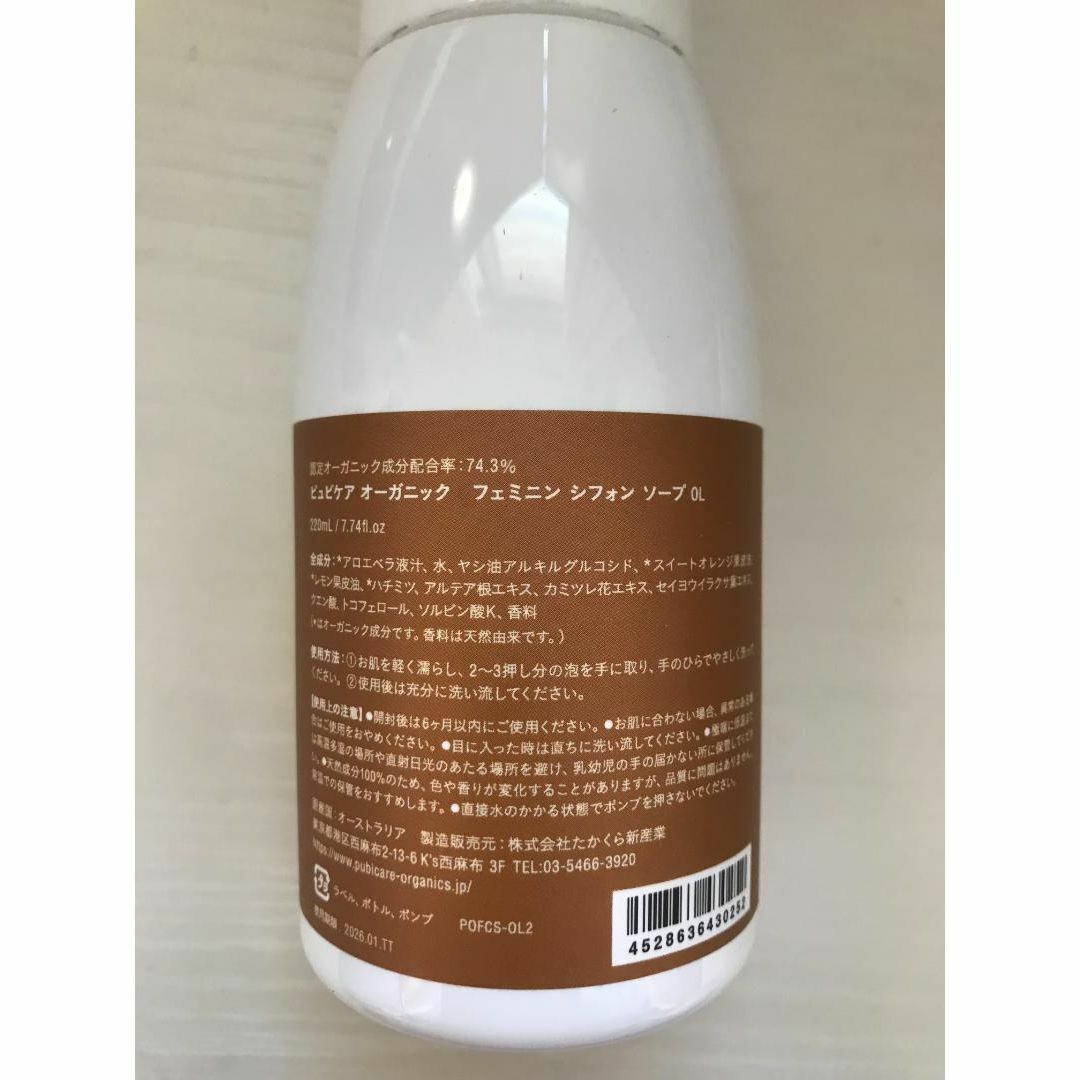 認定オーガニック成分配合率：74.3%
ピュビケア オーガニック　フェミニン シフォン ソープ OL
220mL / 7.74fl.oz
全成分：*アロエベラ液汁、水、ヤシ油アルキルグルコシド、*スイートオレンジ果皮油、
*レモン果皮油、*ハチミツ、アルテア根エキス、カミツレ花エキス、セイヨウイラクサ葉エキス、
クエン酸、トコフェロール、ソルビン酸K、香料
(*はオーガニック成分です。香料は天然由来です。)
使用方法：①お肌を軽く濡らし、2～3押し分の泡を手に取り、手のひらでやさしく洗って
ください。②使用後は充分に洗い流してください。
【使用上の注意】●開封後は6ヶ月以内にご使用ください。●お肌に合わない場合、異常のある場
合はご使用をおやめください。●目に入った時は直ちに洗い流してください。●極端に低温また
は高温多湿の場所や直射日光のあたる場所を避け、乳幼児の手の届かない所に保管してくださ
い。●天然成分100%のため、色や香りが変化することがありますが、品質に問題はありません。
常温での保管をおすすめします。●直接水のかかる状態でポンプを押さないでください。
原産国：オーストラリア　製造販売元：株式会社たかくら新産業
東京都港区西麻布2-13-6 K's西麻布 3F TEL:03-5466-3920
https://www.pubicare-organics.jp/
プラ ラベル、ボトル、ポンプ POFCS-OL2
使用期限：2026.01.TT
4528636430252